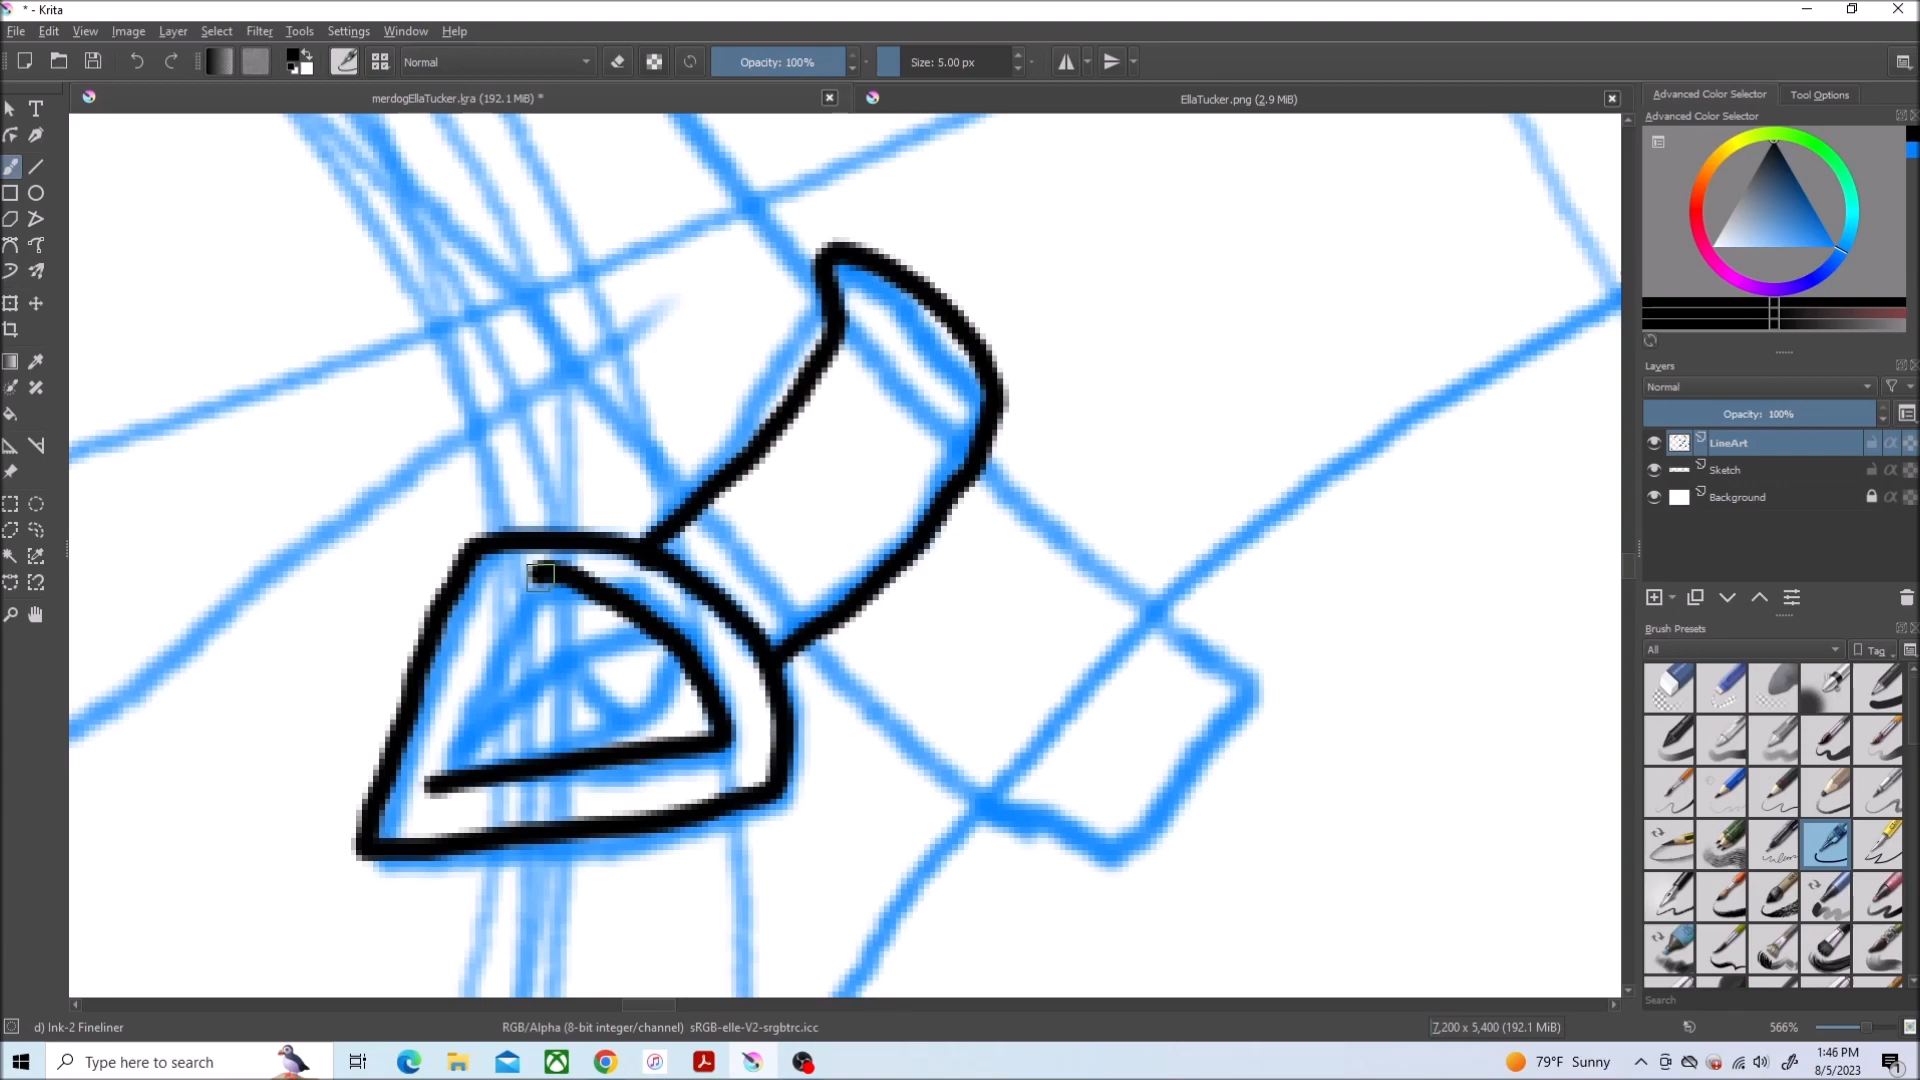 * - Krita
File Edit View Image Layer Select Filter Tools Settings Window Help
Normal
Opacity: 100%
Size: 5.00 px
merdogEllaTucker.kra (192.1 MiB) *
EllaTucker.png (2.9 MiB)
Advanced Color Selector
Tool Options
Advanced Color Selector
Layers
Normal
Opacity: 100%
LineArt
Sketch
Background
Brush Presets
All
Tag
Search
d) Ink-2 Fineliner
RGB/Alpha (8-bit integer/channel) sRGB-elle-V2-srgbtrc.icc
7,200 x 5,400 (192.1 MiB)
566%
Type here to search
79°F Sunny
1:46 PM
8/5/2023
1